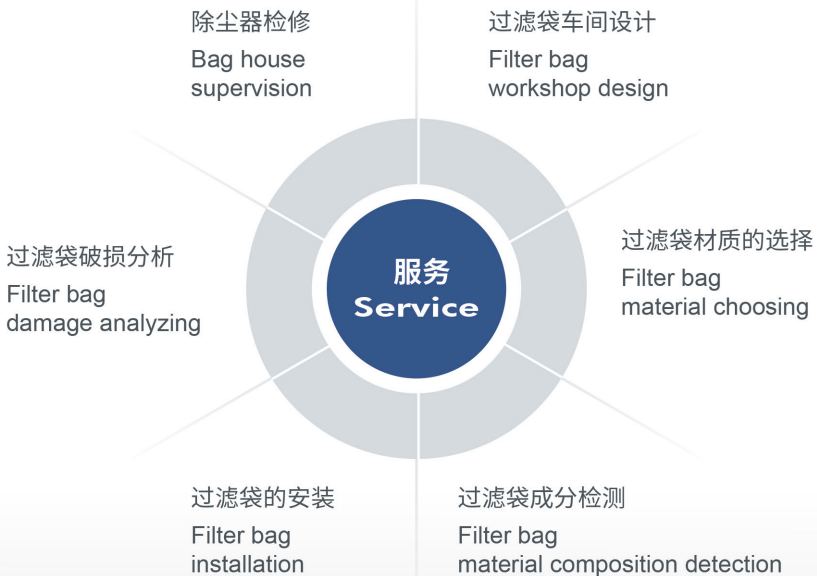 除尘器检修
Bag house
supervision
过滤袋车间设计
Filter bag
workshop design
过滤袋破损分析
Filter bag
damage analyzing
服务
Service
过滤袋材质的选择
Filter bag
material choosing
过滤袋的安装
Filter bag
installation
过滤袋成分检测
Filter bag
material composition detection